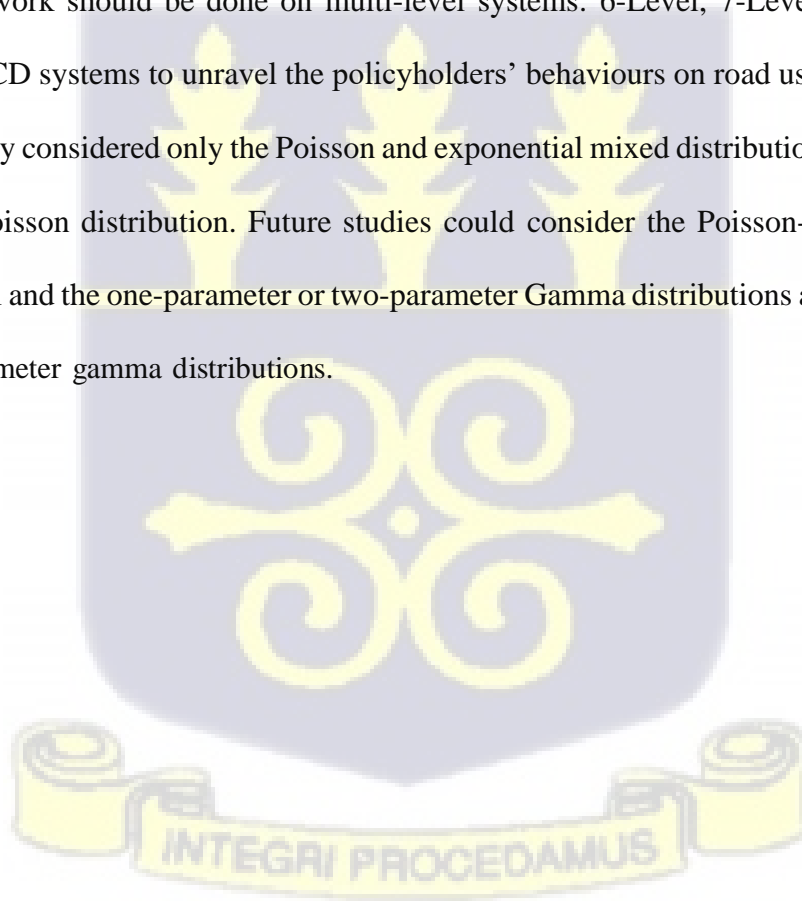 work should be done on multi-level systems. 6-Level, 7-Leve
CD systems to unravel the policyholders’ behaviours on road us
y considered only the Poisson and exponential mixed distributio
oisson distribution. Future studies could consider the Poisson-
and the one-parameter or two-parameter Gamma distributions a
meter gamma distributions.
INTEGRI PROCEDAMUS